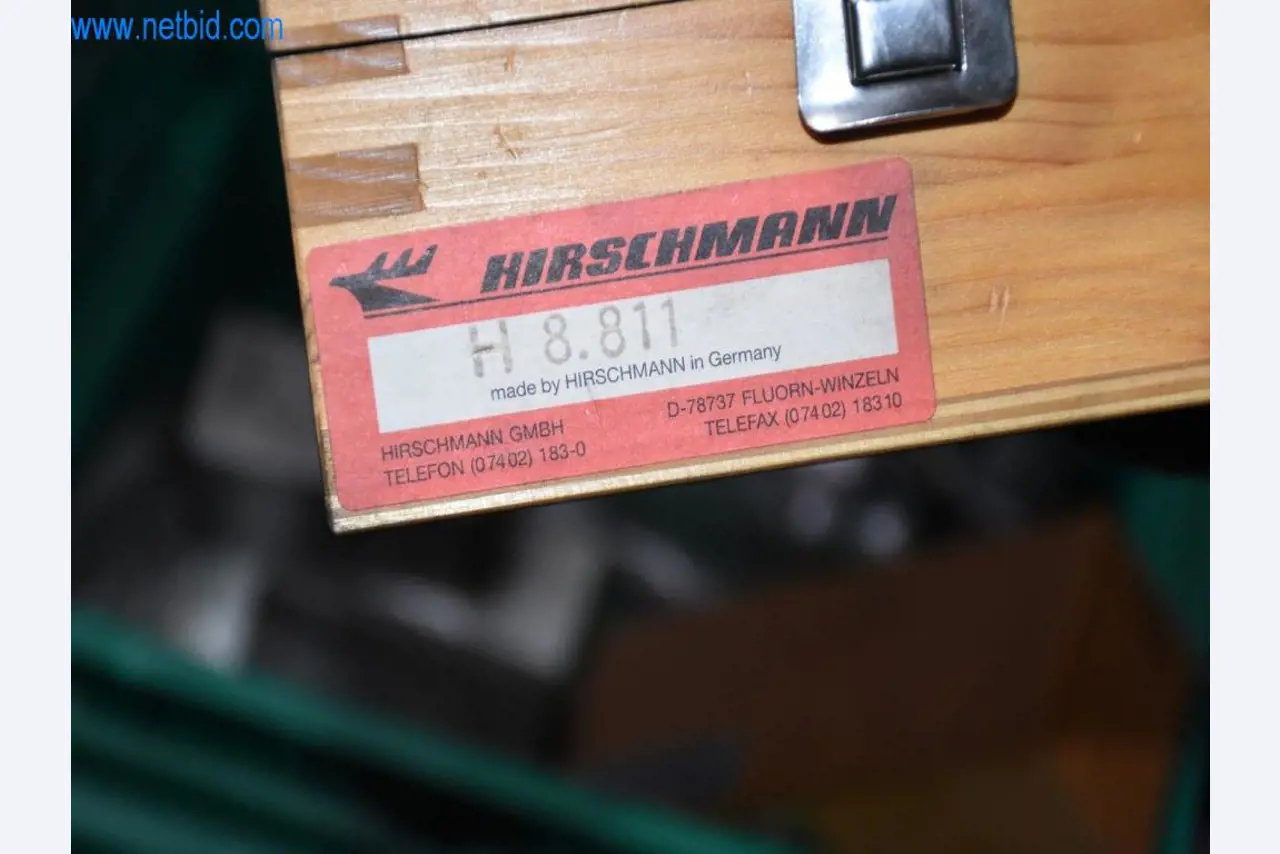 www.netbid.com
HIRSCHMANN
H 8.811
made by HIRSCHMANN in Germany
HIRSCHMANN GMBH
TELEFON (07402) 183-0
D-78737 FLUORN-WINZELN
TELEFAX (07402) 18310